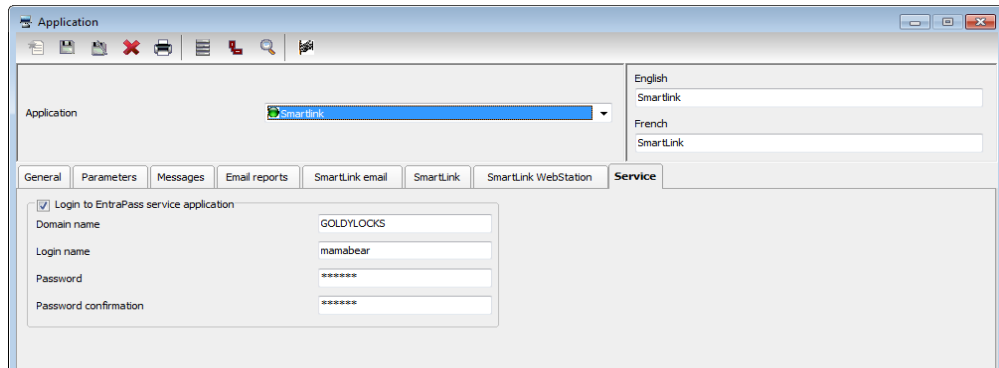 Application
English
Smartlink
Application Smartlink
French
SmartLink
General Parameters Messages Email reports SmartLink email SmartLink SmartLink WebStation Service
Login to EntraPass service application
Domain name GOLDYLOCKS
Login name mamabear
Password ******
Password confirmation ******